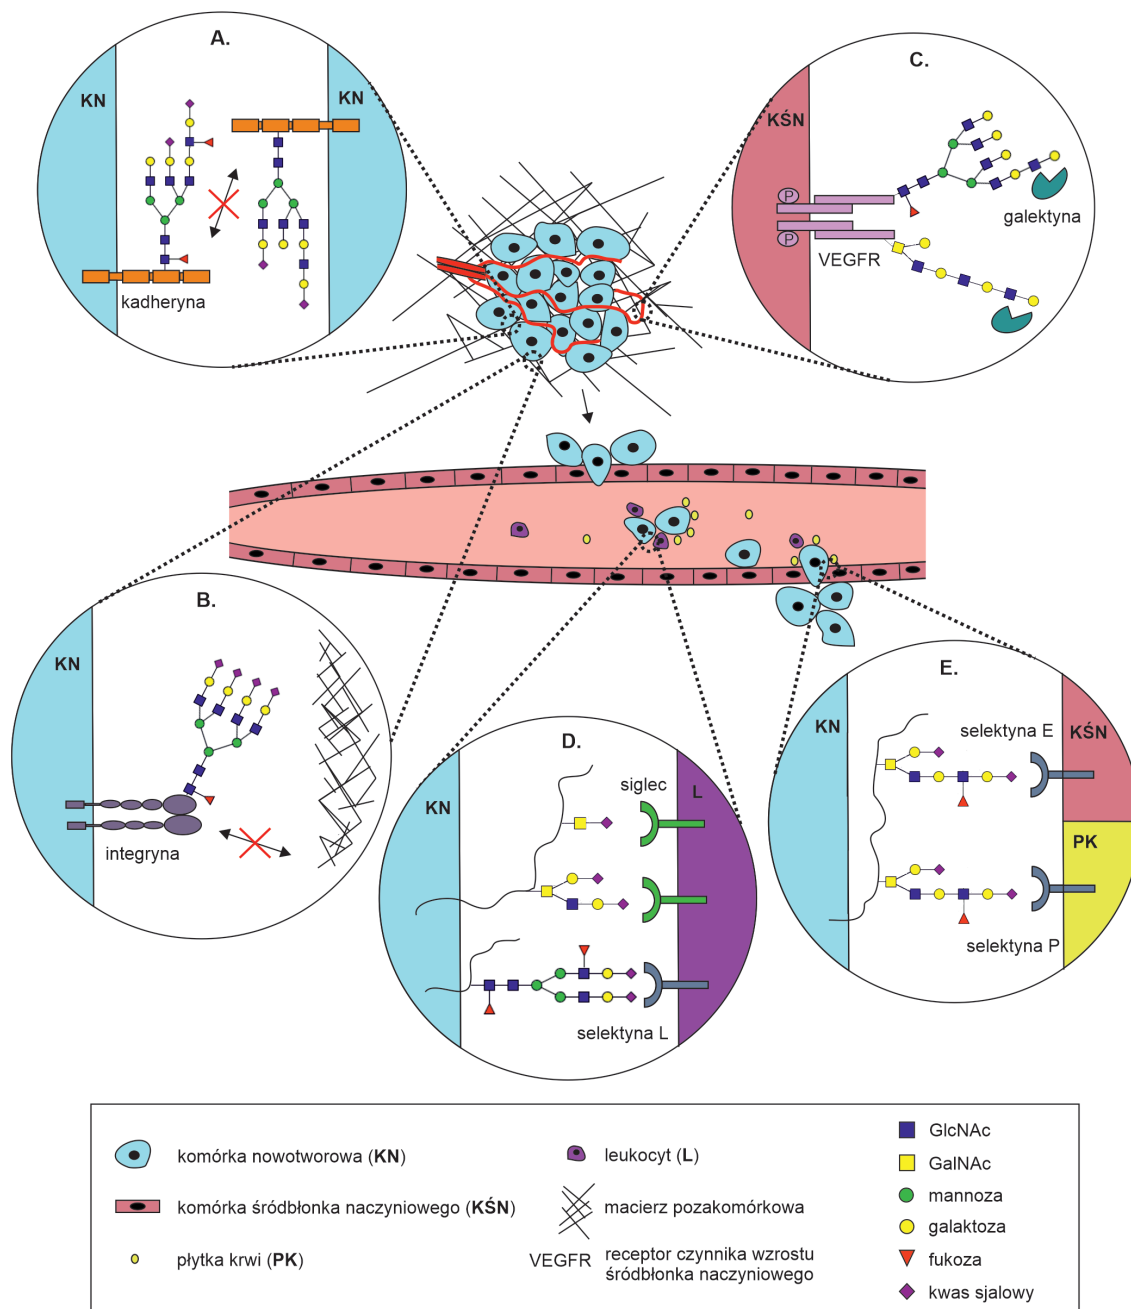 A.
KN
KN
kadheryna
C.
KŚN
P
P
VEGFR
galektyna
B.
KN
integryna
D.
KN
siglec
L
selektyna L
E.
KN
selektyna E
KŚN
PK
selektyna P
komórka nowotworowa (KN)
komórka śródbłonka naczyniowego (KŚN)
płytka krwi (PK)
leukocyt (L)
macierz pozakomórkowa
VEGFR receptor czynnika wzrostu
śródbłonka naczyniowego
GlcNAc
GalNAc
mannoza
galaktoza
fukoza
kwas sjalowy